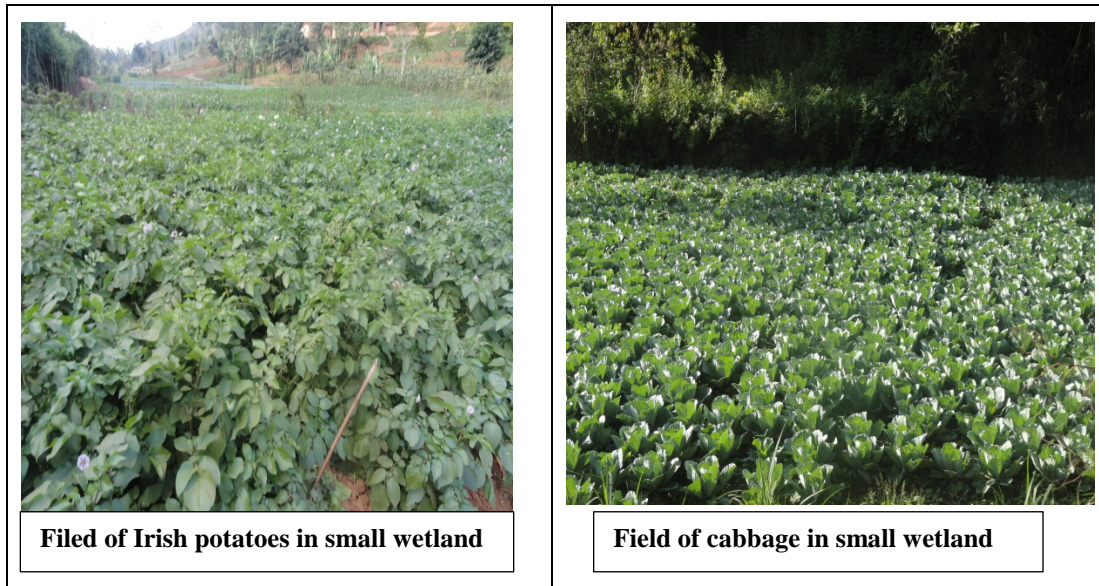 Filed of Irish potatoes in small wetland
Field of cabbage in small wetland